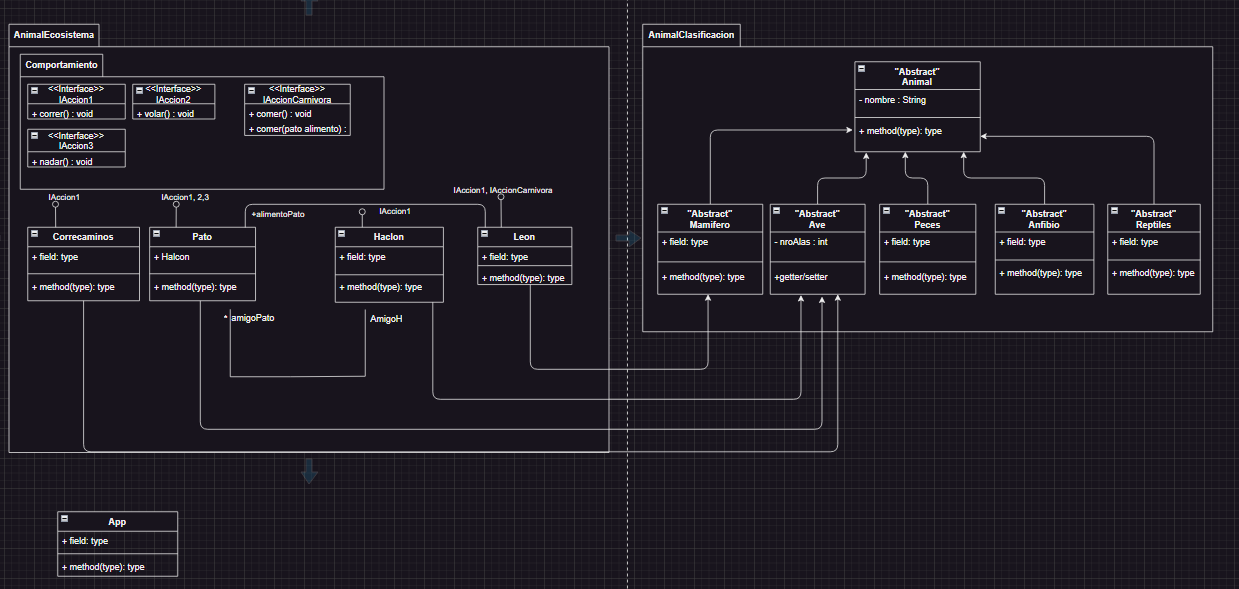 AnimalEcosistema
Comportamiento
<<Interface>>
IAccion1
+ correr() : void
<<Interface>>
IAccion2
+ volar() : void
<<Interface>>
IAccionCarnivora
+ comer() : void
+ comer(pato alimento) :
<<Interface>>
IAccion3
+ nadar() : void
IAccion1
IAccion1, 2,3
*alimentoPato
IAccion1
IAccion1, IAccionCarnivora
Correcaminos
+ field: type
+ method(type): type
Pato
+ Halcon
+ method(type): type
Haclon
+ field: type
+ method(type): type
Leon
+ field: type
+ method(type): type
* amigoPato
AmigoH
App
+ field: type
+ method(type): type
AnimalClasificacion
"Abstract"
Animal
- nombre : String
+ method(type): type
"Abstract"
Mamifero
+ field: type
+ method(type): type
"Abstract"
Ave
- nroAlas : int
+getter/setter
"Abstract"
Peces
+ field: type
+ method(type): type
"Abstract"
Anfibio
+ field: type
+ method(type): type
"Abstract"
Reptiles
+ field: type
+ method(type): type